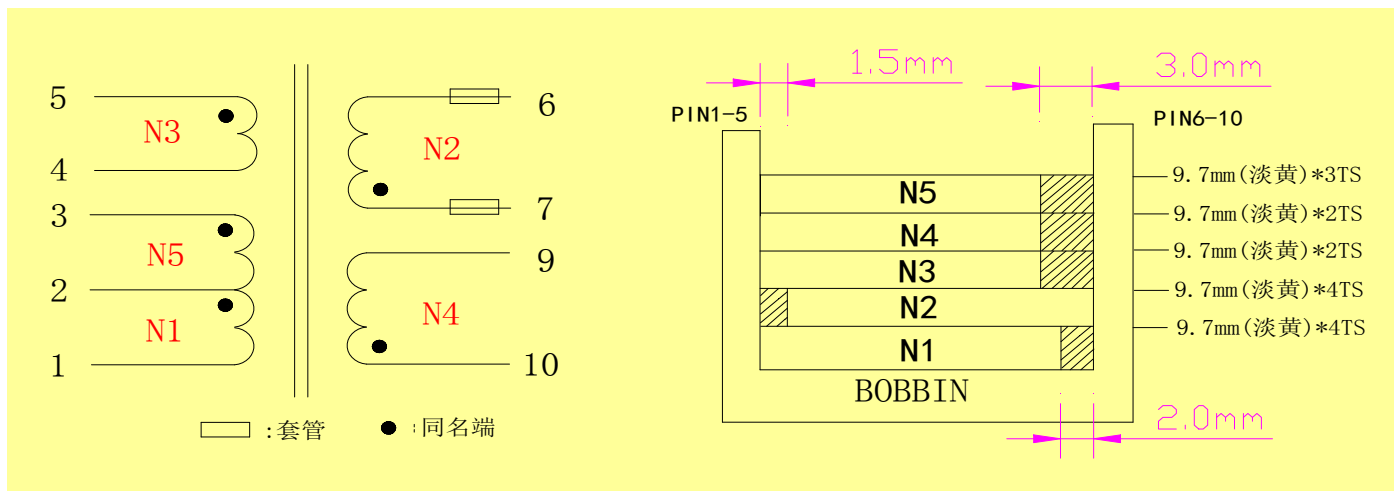 5
N3
4
3
N5
2
N1
1
6
N2
7
9
N4
10
:套管
:同名端
1.5mm
3.0mm
PIN1-5
PIN6-10
N5
N4
N3
N2
N1
BOBBIN
9.7mm(淡黄)*3TS
9.7mm(淡黄)*2TS
9.7mm(淡黄)*2TS
9.7mm(淡黄)*4TS
9.7mm(淡黄)*4TS
2.0mm